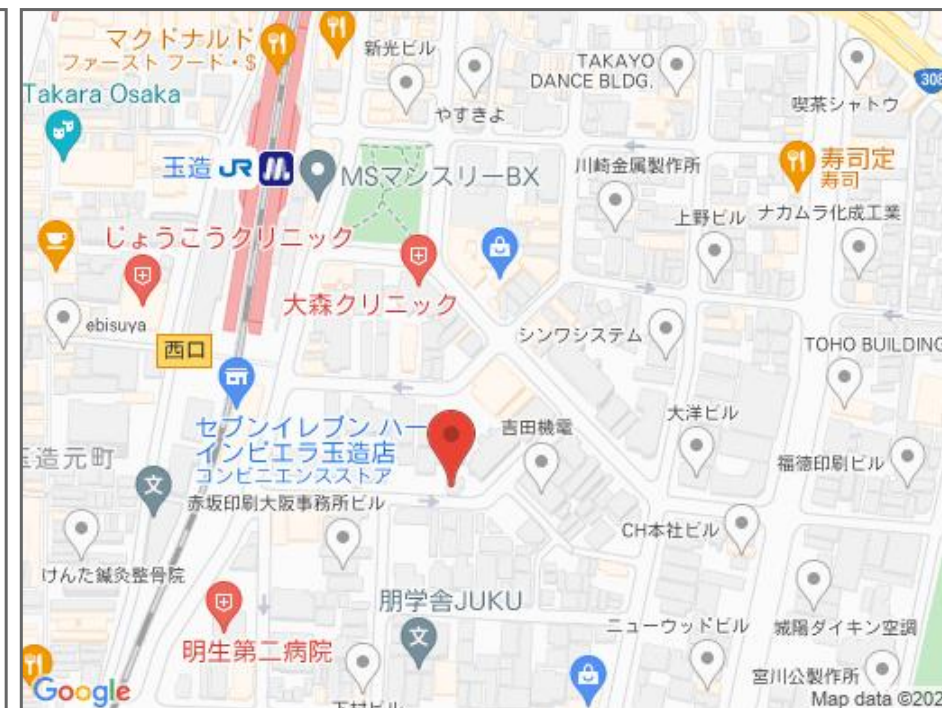 マクドナルド
ファースト フード・$
新光ビル
TAKAYO
DANCE BLDG.
308
Takara Osaka
やすきよ
喫茶シャトウ
玉造 JR
MSマンスリーBX
川崎金属製作所
寿司定
寿司
上野ビル
ナカムラ化成工業
じょうこうクリニック
大森クリニック
ebisuya
西口
シンワシステム
TOHO BUILDING
セブンイレブン ハー
インピエラ玉造店
コンビニエンスストア
吉田機電
大洋ビル
玉造元町
文
福徳印刷ビル
赤坂印刷大阪事務所ビル
CH本社ビル
けんた鍼灸整骨院
朋学舎JUKU
文
明生第二病院
ニューウッドビル
城陽ダイキン空調
宮川公製作所
下村ビル
Google
Map data ©202